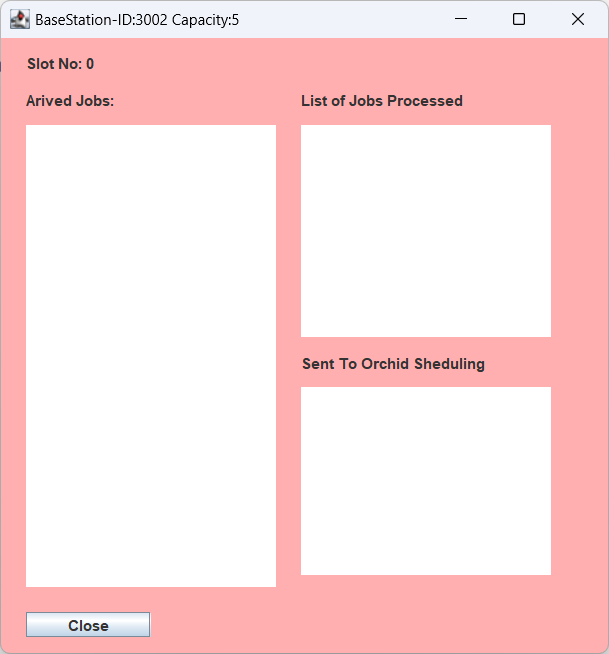 BaseStation-ID:3002 Capacity:5
Slot No: 0
Arived Jobs:
List of Jobs Processed
Sent To Orchid Sheduling
Close